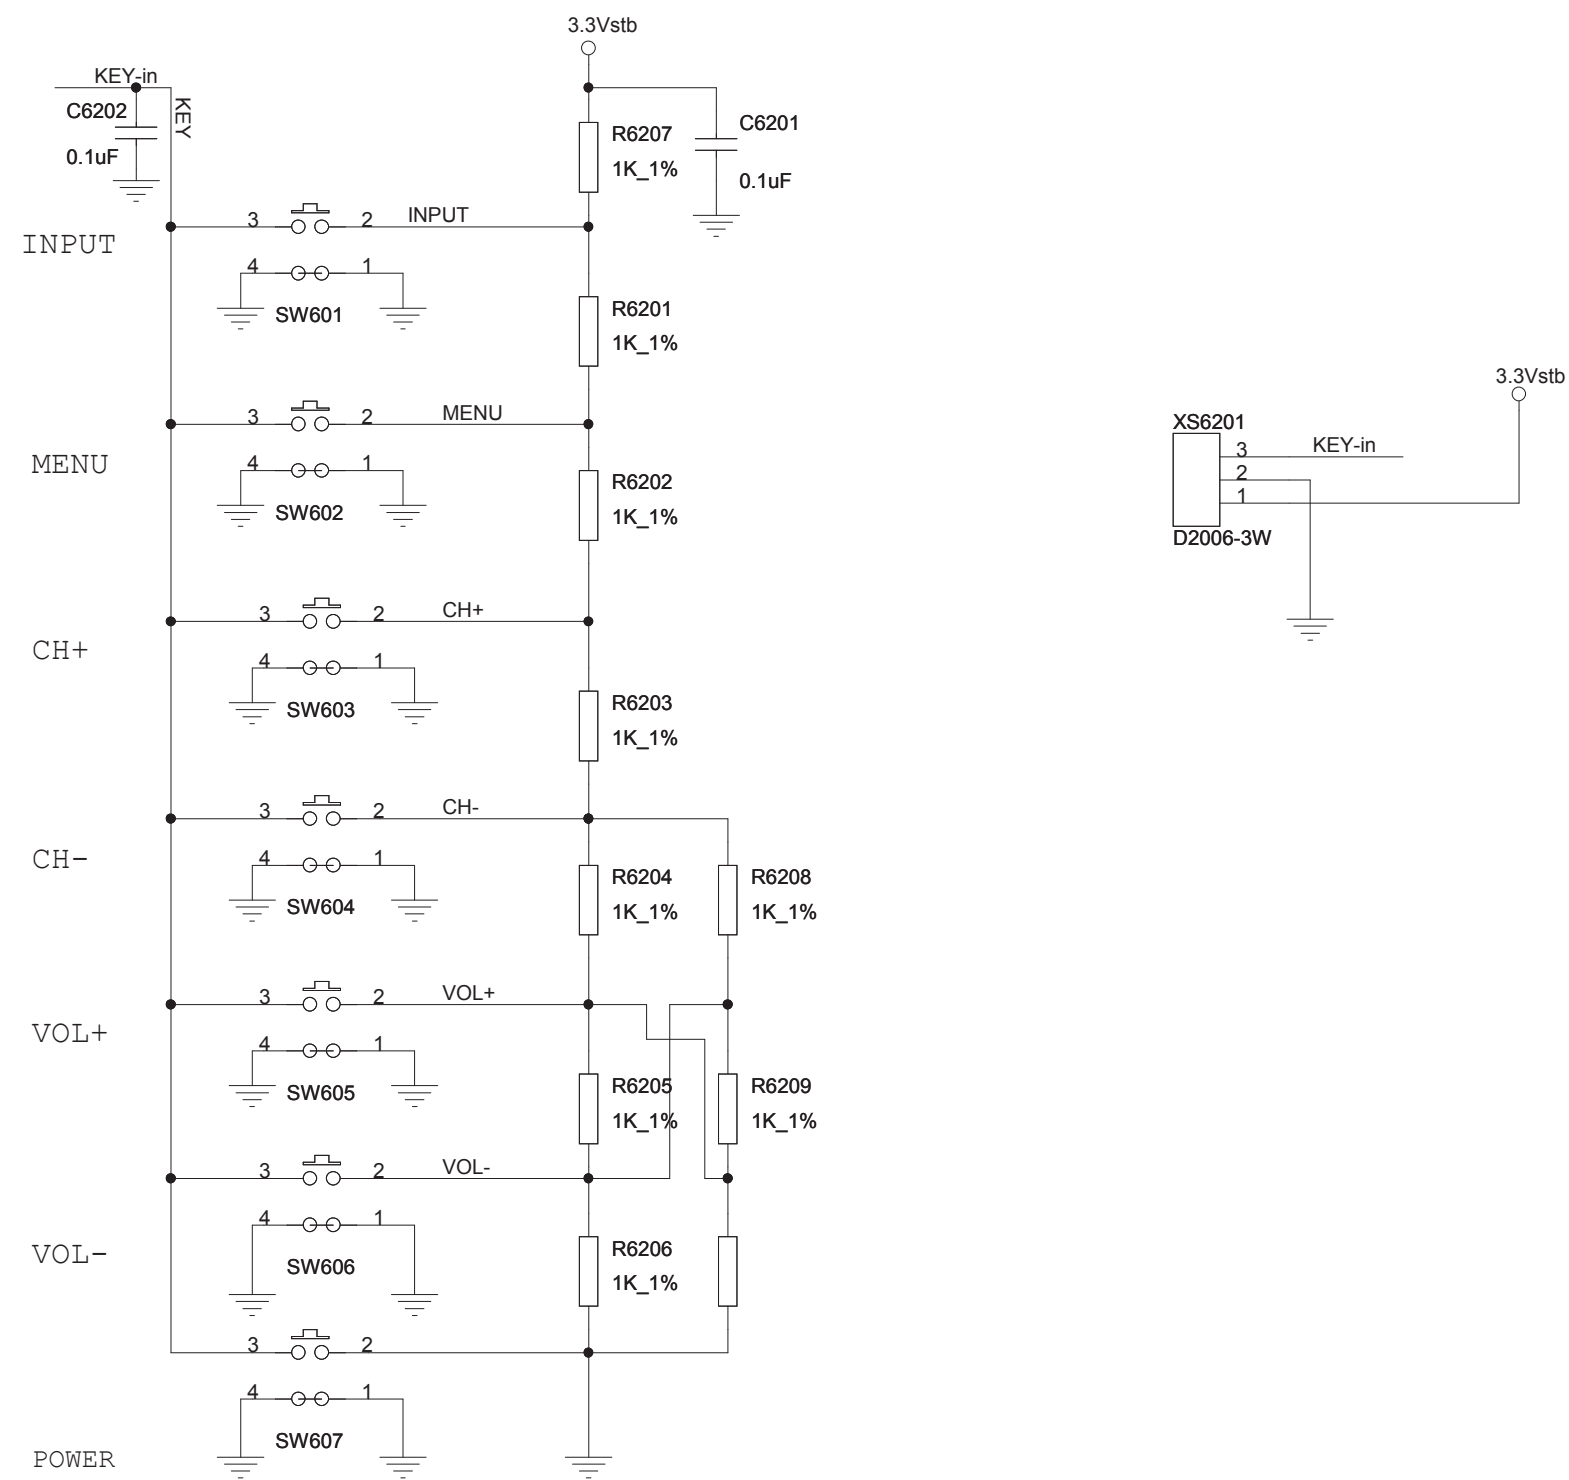 3.3Vstb
KEY-in
KEY
C6202
0.1uF
R6207
1K_1%
C6201
0.1uF
3 2 INPUT
INPUT
4 1
SW601
R6201
1K_1%
3.3Vstb
XS6201
3 KEY-in
2
1
D2006-3W
3 2 MENU
MENU
4 1
SW602
R6202
1K_1%
3 2 CH+
CH+
4 1
SW603
R6203
1K_1%
3 2 CH-
CH-
4 1
SW604
R6204
1K_1%
R6208
1K_1%
3 2 VOL+
VOL+
4 1
SW605
R6205
1K_1%
R6209
1K_1%
3 2 VOL-
VOL-
4 1
SW606
R6206
1K_1%
3 2
4 1
SW607
POWER